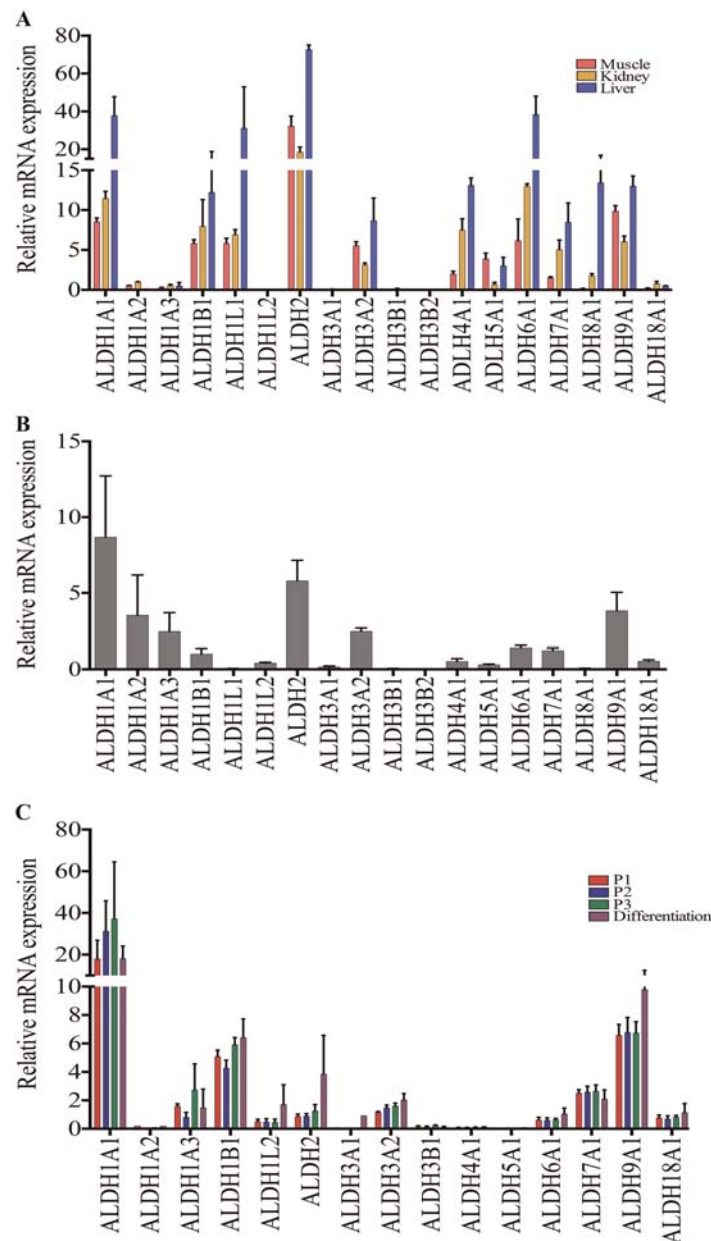 A
Relative mRNA expression
80
60
40
20
15
10
5
0
Muscle
Kidney
Liver
ALDH1A1
ALDH1A2
ALDH1A3
ALDH1B1
ALDH1L1
ALDH1L2
ALDH2
ALDH3A1
ALDH3A2
ALDH3B1
ALDH3B2
ADLH4A1
ADLH5A1
ALDH6A1
ALDH7A1
ALDH8A1
ALDH9A1
ALDH18A1
B
Relative mRNA expression
15
10
5
0
ALDH1A1
ALDH1A2
ALDH1A3
ALDH1B1
ALDH1L1
ALDH1L2
ALDH2
ALDH3A1
ALDH3A2
ALDH3B1
ALDH3B2
ALDH4A1
ALDH5A1
ALDH6A1
ALDH7A1
ALDH8A1
ALDH9A1
ALDH18A1
C
Relative mRNA expression
80
60
40
20
10
8
6
4
2
0
P1
P2
P3
Differentiation
ALDH1A1
ALDH1A2
ALDH1A3
ALDH1B1
ALDH1L2
ALDH2
ALDH3A1
ALDH3A2
ALDH3B1
ALDH4A1
ALDH5A1
ALDH6A1
ALDH7A1
ALDH9A1
ALDH18A1